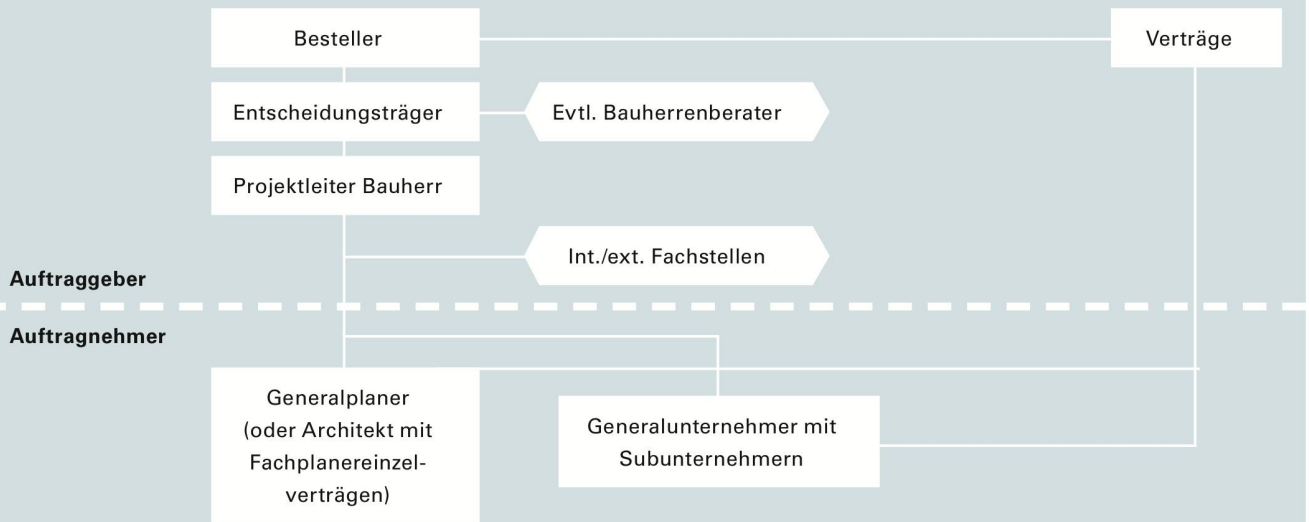 Besteller
Verträge
Entscheidungsträger
Evtl. Bauherrenberater
Projektleiter Bauherr
Int./ext. Fachstellen
Auftraggeber
Auftragnehmer
Generalplaner
(oder Architekt mit
Fachplanereinzel-
verträgen)
Generalunternehmer mit
Subunternehmern